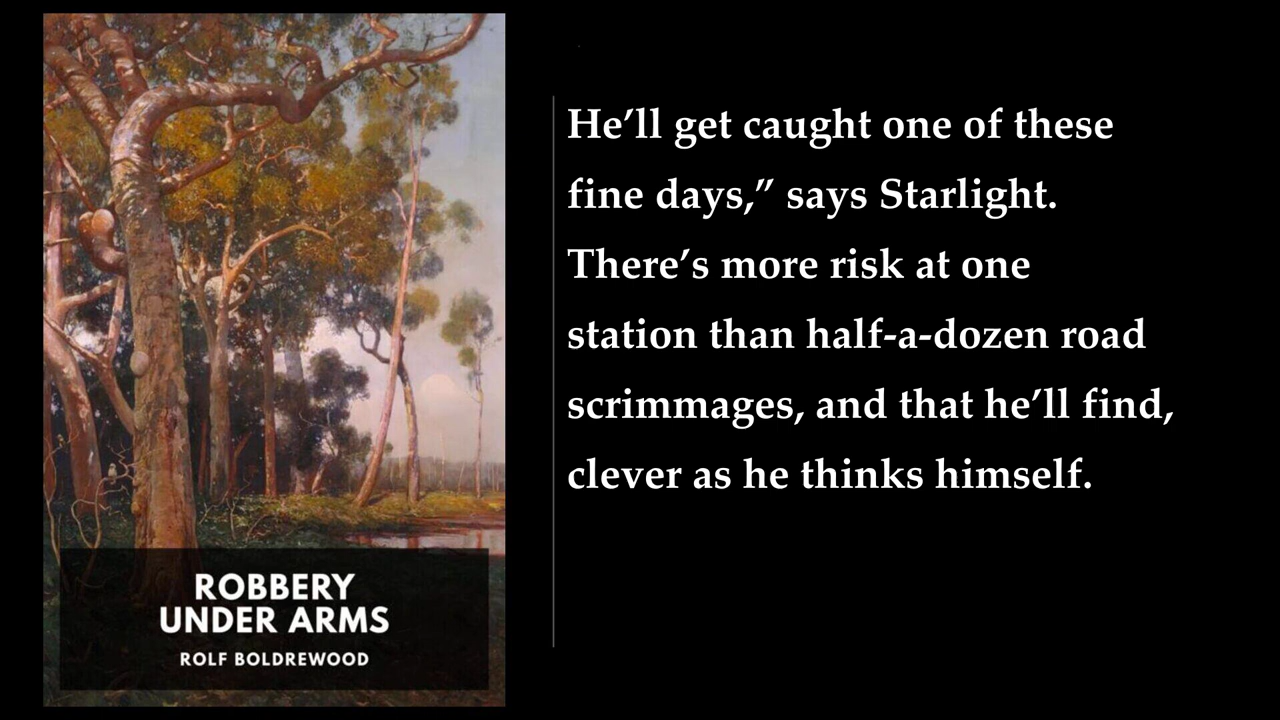 He’ll get caught one of these
fine days,” says Starlight.
There’s more risk at one
station than half-a-dozen road
scrimmages, and that he’ll find,
clever as he thinks himself.
ROBBERY
UNDER ARMS
ROLF BOLDREWOOD